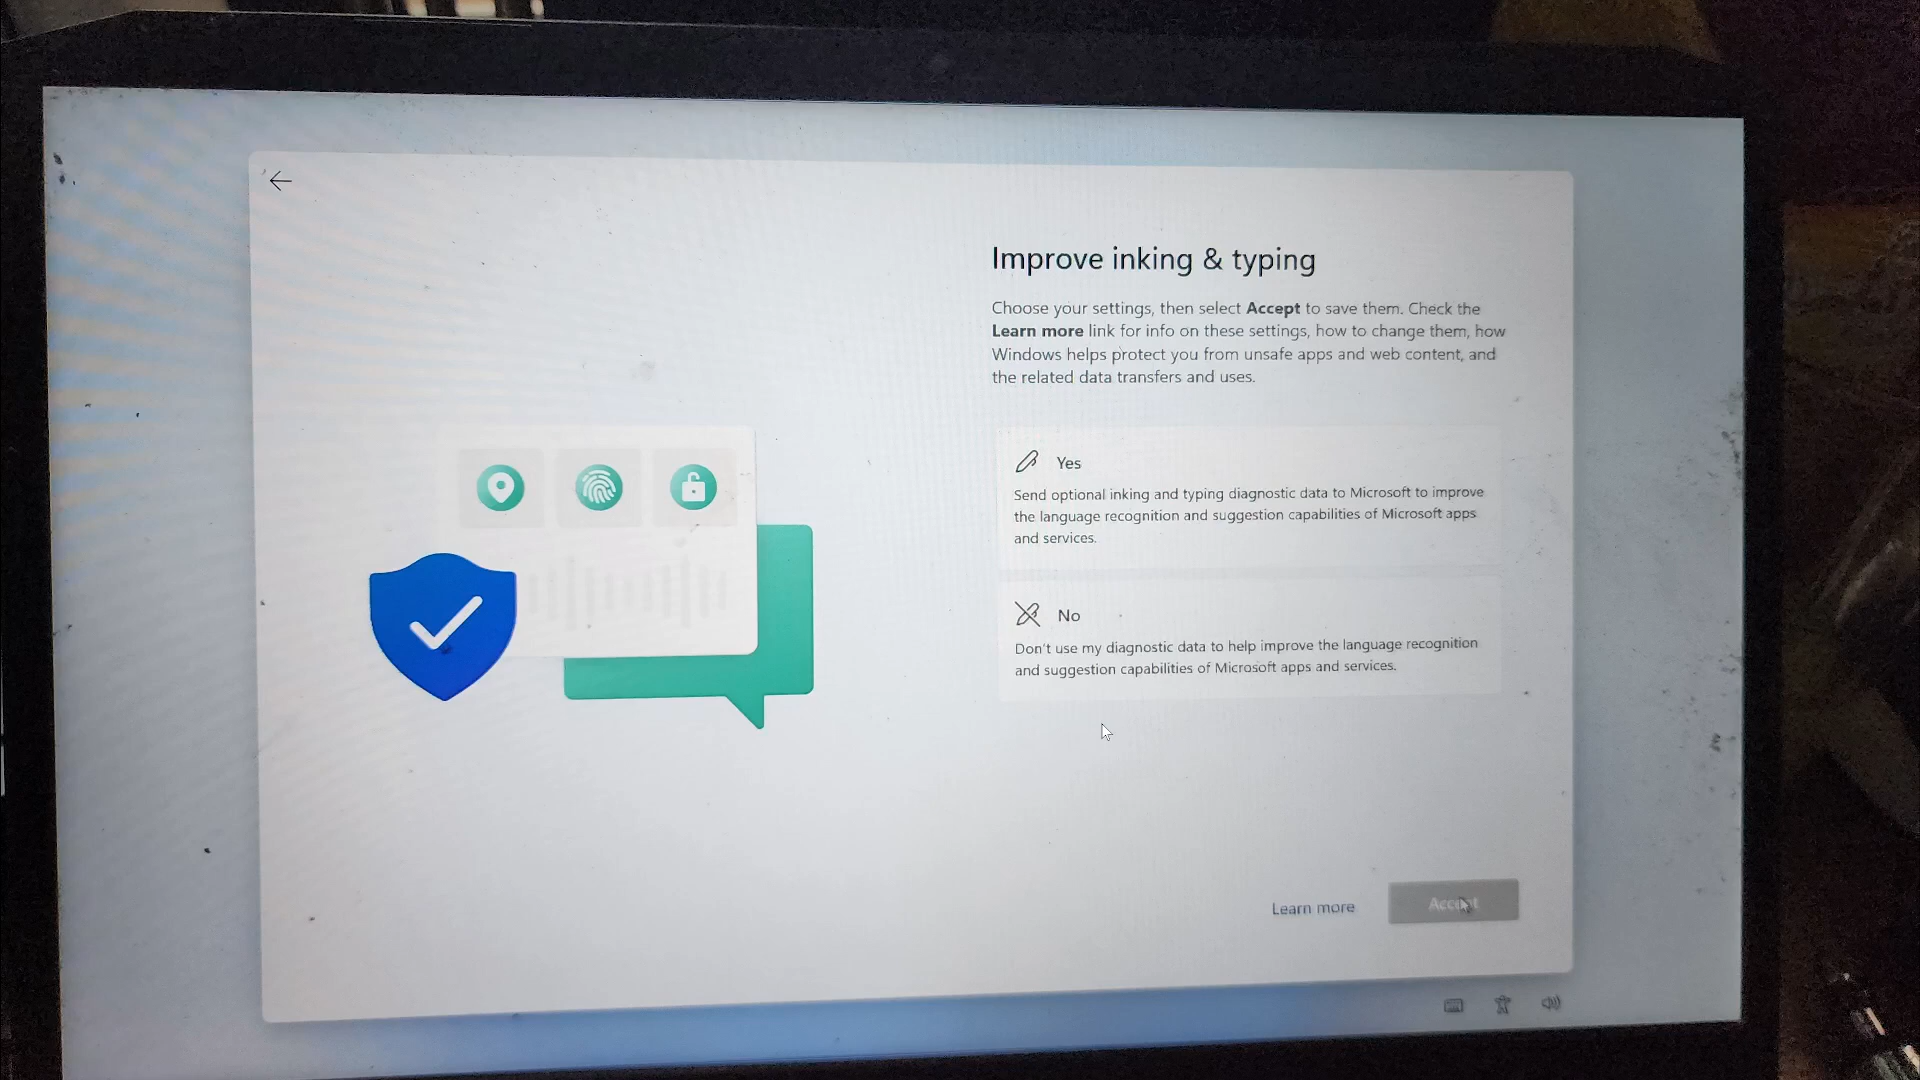 Improve inking & typing
Choose your settings, then select Accept to save them. Check the
Learn more link for info on these settings, how to change them, how
Windows helps protect you from unsafe apps and web content, and
the related data transfers and uses.
Yes
Send optional inking and typing diagnostic data to Microsoft to improve
the language recognition and suggestion capabilities of Microsoft apps
and services.
No
Don't use my diagnostic data to help improve the language recognition
and suggestion capabilities of Microsoft apps and services.
Learn more
Accept